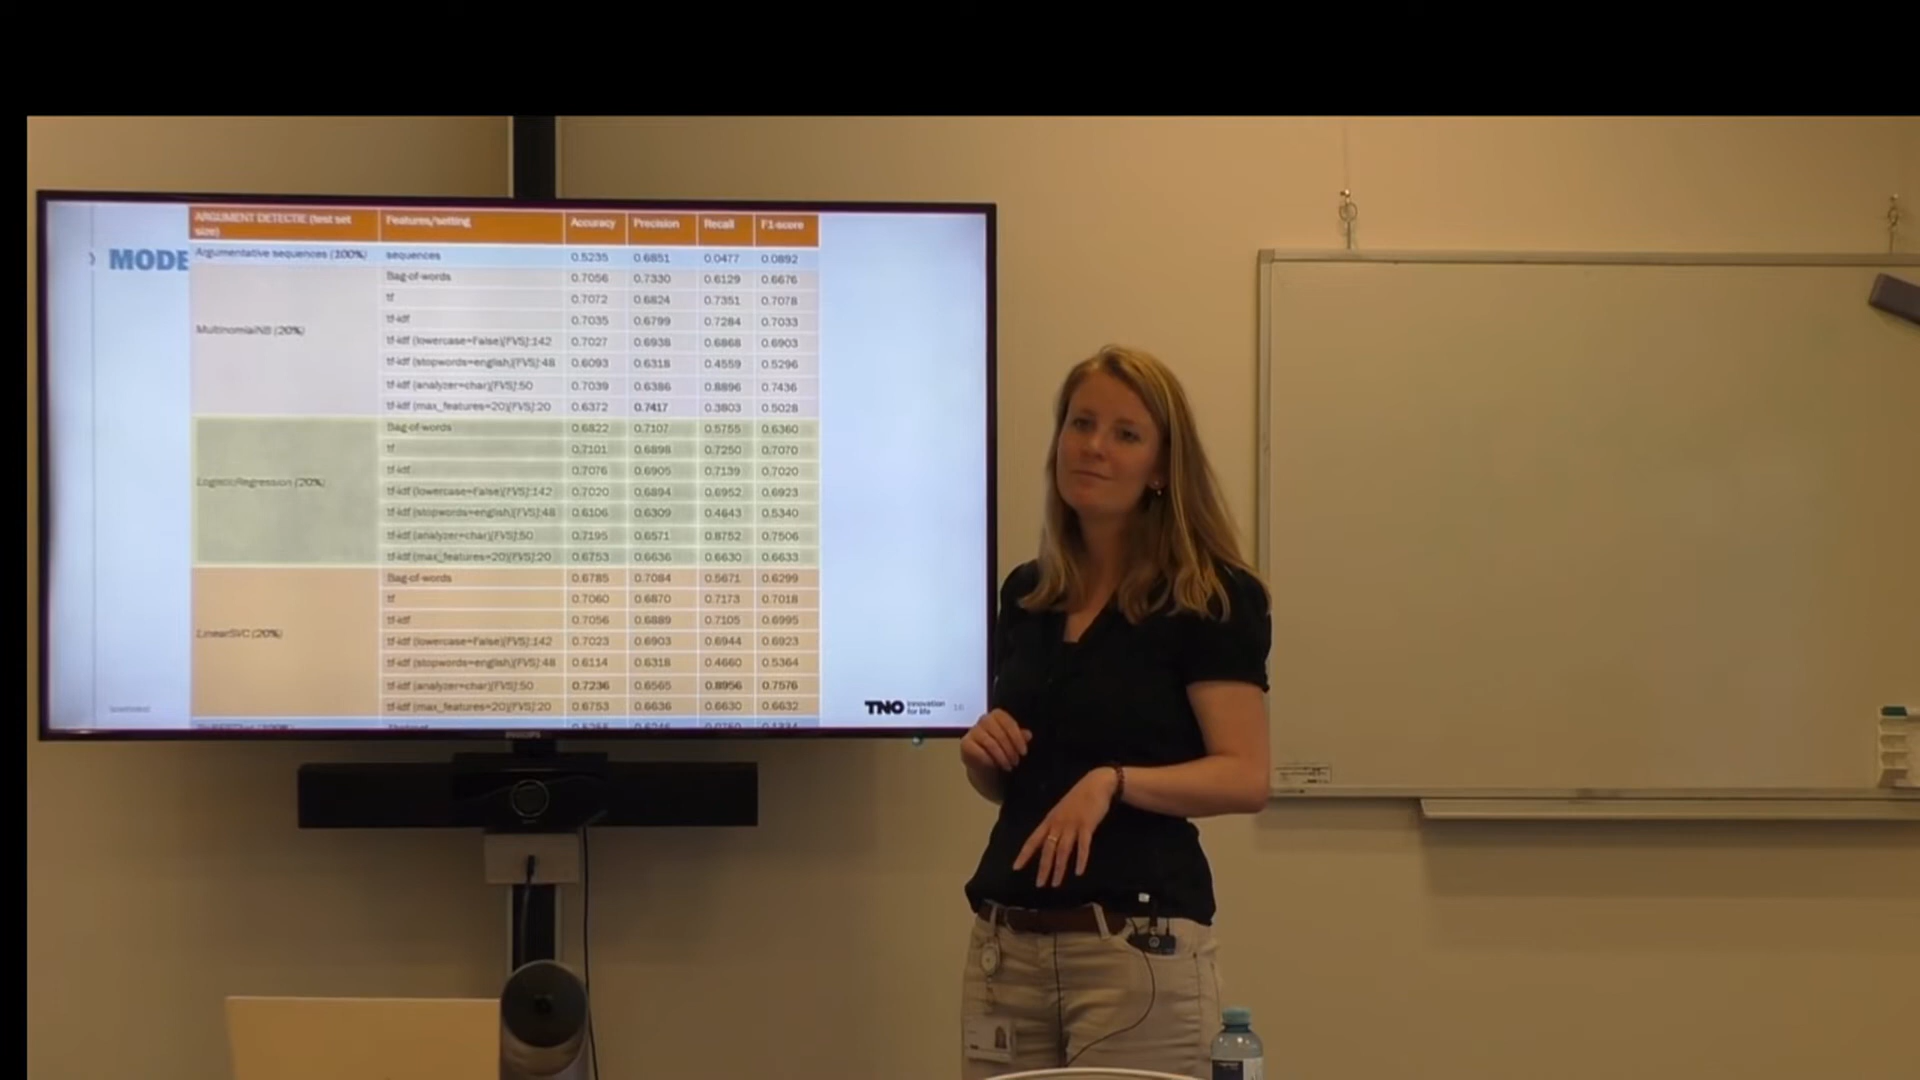 ARGUMENT DETECTIE (test set size) Features/setting Accuracy Precision Recall F1-score
MODE
Argumentative sequences (100%) sequences 0.5235 0.6851 0.0477 0.0892
MultinomialNB (20%)
Bag-of-words 0.7056 0.7330 0.6129 0.6676
tf 0.7072 0.6824 0.7351 0.7078
tf-idf 0.7035 0.6799 0.7284 0.7033
tf-idf (lowercase=False)[FVS]:142 0.7027 0.6938 0.6868 0.6903
tf-idf (stopwords=english)[FVS]:48 0.6093 0.6318 0.4559 0.5296
tf-idf (analyzer=char)[FVS]:50 0.7039 0.6386 0.8896 0.7436
tf-idf (max_features=20)[FVS]:20 0.6372 0.7417 0.3803 0.5028
LogisticRegression (20%)
Bag-of-words 0.6822 0.7107 0.5755 0.6360
tf 0.7101 0.6898 0.7250 0.7070
tf-idf 0.7076 0.6905 0.7139 0.7020
tf-idf (lowercase=False)[FVS]:142 0.7020 0.6894 0.6952 0.6923
tf-idf (stopwords=english)[FVS]:48 0.6106 0.6309 0.4643 0.5340
tf-idf (analyzer=char)[FVS]:50 0.7195 0.6571 0.8752 0.7506
tf-idf (max_features=20)[FVS]:20 0.6753 0.6636 0.6630 0.6633
LinearSVC (20%)
Bag-of-words 0.6785 0.7084 0.5671 0.6299
tf 0.7060 0.6870 0.7173 0.7018
tf-idf 0.7056 0.6889 0.7105 0.6995
tf-idf (lowercase=False)[FVS]:142 0.7023 0.6903 0.6944 0.6923
tf-idf (stopwords=english)[FVS]:48 0.6114 0.6318 0.4660 0.5364
tf-idf (analyzer=char)[FVS]:50 0.7236 0.6565 0.8956 0.7576
tf-idf (max_features=20)[FVS]:20 0.6753 0.6636 0.6630 0.6632
TNO innovation for life 16
PHILIPS